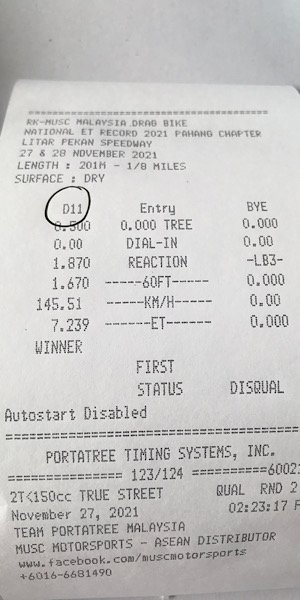 RK-MUSC MALAYSIA DRAG BIKE
NATIONAL ET RECORD 2021 PAHANG CHAPTER
LITAR PEKAN SPEEDWAY
27 & 28 NOVEMBER 2021
LENGTH : 201M - 1/8 MILES
SURFACE : DRY
D11 Entry BYE
0.500 0.000 TREE 0.000
0.00 DIAL-IN 0.00
1.870 REACTION -LB3-
1.670 -----60FT----- 0.000
145.51 -----KM/H----- 0.00
7.239 ------ET------ 0.000
WINNER
FIRST
STATUS DISQUAL
Autostart Disabled
PORTATREE TIMING SYSTEMS, INC.
=============== 123/124 ==========6002
2T<150cc TRUE STREET QUAL RND 2
November 27, 2021 02:23:17
TEAM PORTATREE MALAYSIA
MUSC MOTORSPORTS - ASEAN DISTRIBUTOR
www.facebook.com/muscmotorsports
+6016-6681490